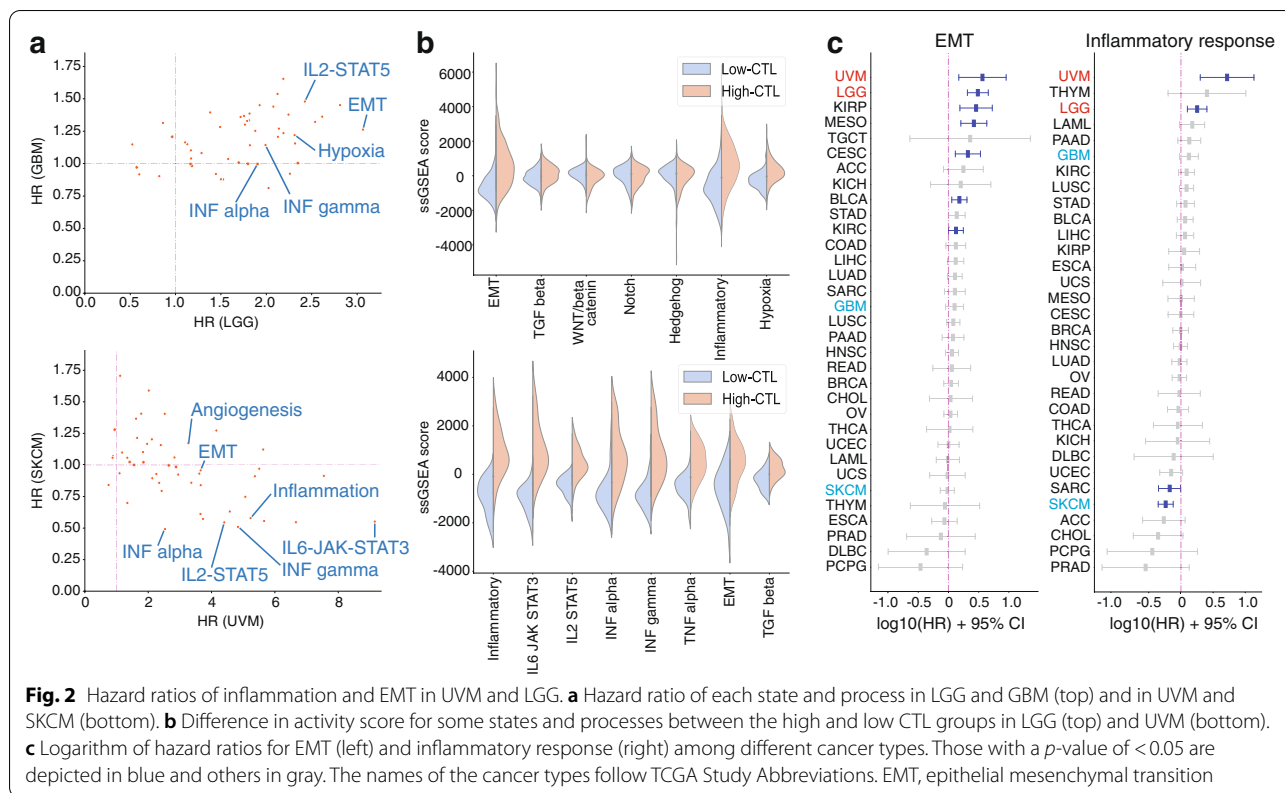 a
1.75
1.50
1.25
1.00
0.75
0.50
0.25
0.00
HR (GBM)
IL2-STAT5
EMT
Hypoxia
INF gamma
INF alpha
0.0 0.5 1.0 1.5 2.0 2.5 3.0
HR (LGG)
1.75
1.50
1.25
1.00
0.75
0.50
0.25
0.00
HR (SKCM)
Angiogenesis
EMT
Inflammation
INF alpha
IL6-JAK-STAT3
IL2-STAT5
INF gamma
0 2 4 6 8
HR (UVM)
b
6000
4000
2000
0
-2000
-4000
ssGSEA score
Low-CTL
High-CTL
EMT
TGF beta
WNT/beta
catenin
Notch
Hedgehog
Inflammatory
Hypoxia
4000
2000
0
-2000
-4000
ssGSEA score
Low-CTL
High-CTL
Inflammatory
IL6 JAK STAT3
IL2 STAT5
INF alpha
INF gamma
TNF alpha
EMT
TGF beta
c
EMT
UVM
LGG
KIRP
MESO
TGCT
CESC
ACC
KICH
BLCA
STAD
KIRC
COAD
LIHC
LUAD
SARC
GBM
LUSC
PAAD
HNSC
READ
BRCA
CHOL
OV
THCA
UCEC
LAML
UCS
SKCM
THYM
ESCA
PRAD
DLBC
PCPG
-1.0 -0.5 0 0.5 1.0
log10(HR) + 95% CI
Inflammatory response
UVM
THYM
LGG
LAML
PAAD
GBM
KIRC
LUSC
STAD
BLCA
LIHC
KIRP
ESCA
UCS
MESO
CESC
BRCA
HNSC
LUAD
OV
READ
COAD
THCA
KICH
DLBC
UCEC
SARC
SKCM
ACC
CHOL
PCPG
PRAD
-1.0 -0.5 0 0.5 1.0
log10(HR) + 95% CI
Fig. 2 Hazard ratios of inflammation and EMT in UVM and LGG. a Hazard ratio of each state and process in LGG and GBM (top) and in UVM and
SKCM (bottom). b Difference in activity score for some states and processes between the high and low CTL groups in LGG (top) and UVM (bottom).
c Logarithm of hazard ratios for EMT (left) and inflammatory response (right) among different cancer types. Those with a p-value of < 0.05 are
depicted in blue and others in gray. The names of the cancer types follow TCGA Study Abbreviations. EMT, epithelial mesenchymal transition